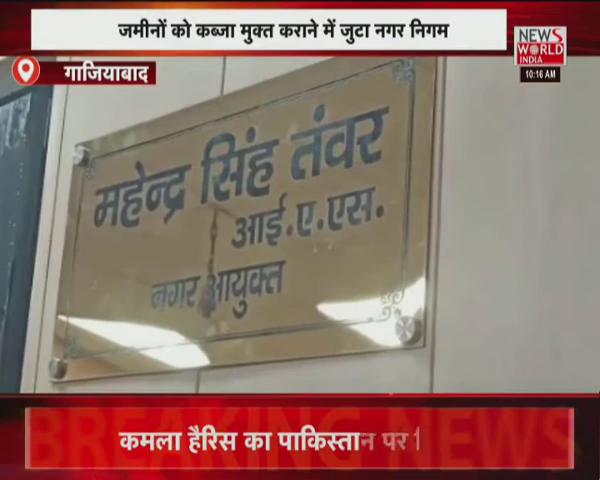 जमीनों को कब्जा मुक्त कराने में जुटा नगर निगम
NEWS
WORLD
INDIA
10:16 AM
गाजियाबाद
महेन्द्र सिंह तंवर
आई.ए.एस.
नगर आयुक्त
BREAKING NEWS
कमला हैरिस का पाकिस्तान पर